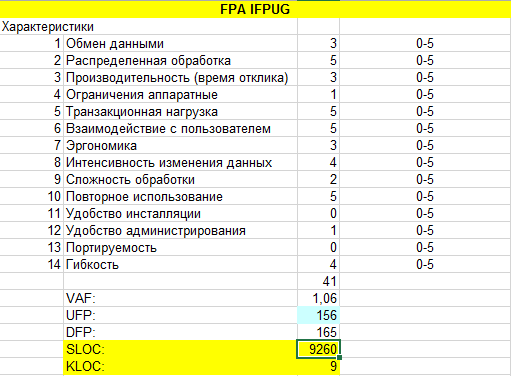 FPA IFPUG
Характеристики
1 Обмен данными 3 0-5
2 Распределенная обработка 5 0-5
3 Производительность (время отклика) 3 0-5
4 Ограничения аппаратные 1 0-5
5 Транзакционная нагрузка 5 0-5
6 Взаимодействие с пользователем 5 0-5
7 Эргономика 3 0-5
8 Интенсивность изменения данных 4 0-5
9 Сложность обработки 2 0-5
10 Повторное использование 5 0-5
11 Удобство инсталляции 0 0-5
12 Удобство администрирования 1 0-5
13 Портируемость 0 0-5
14 Гибкость 4 0-5
41
VAF: 1,06
UFP: 156
DFP: 165
SLOC: 9260
KLOC: 9